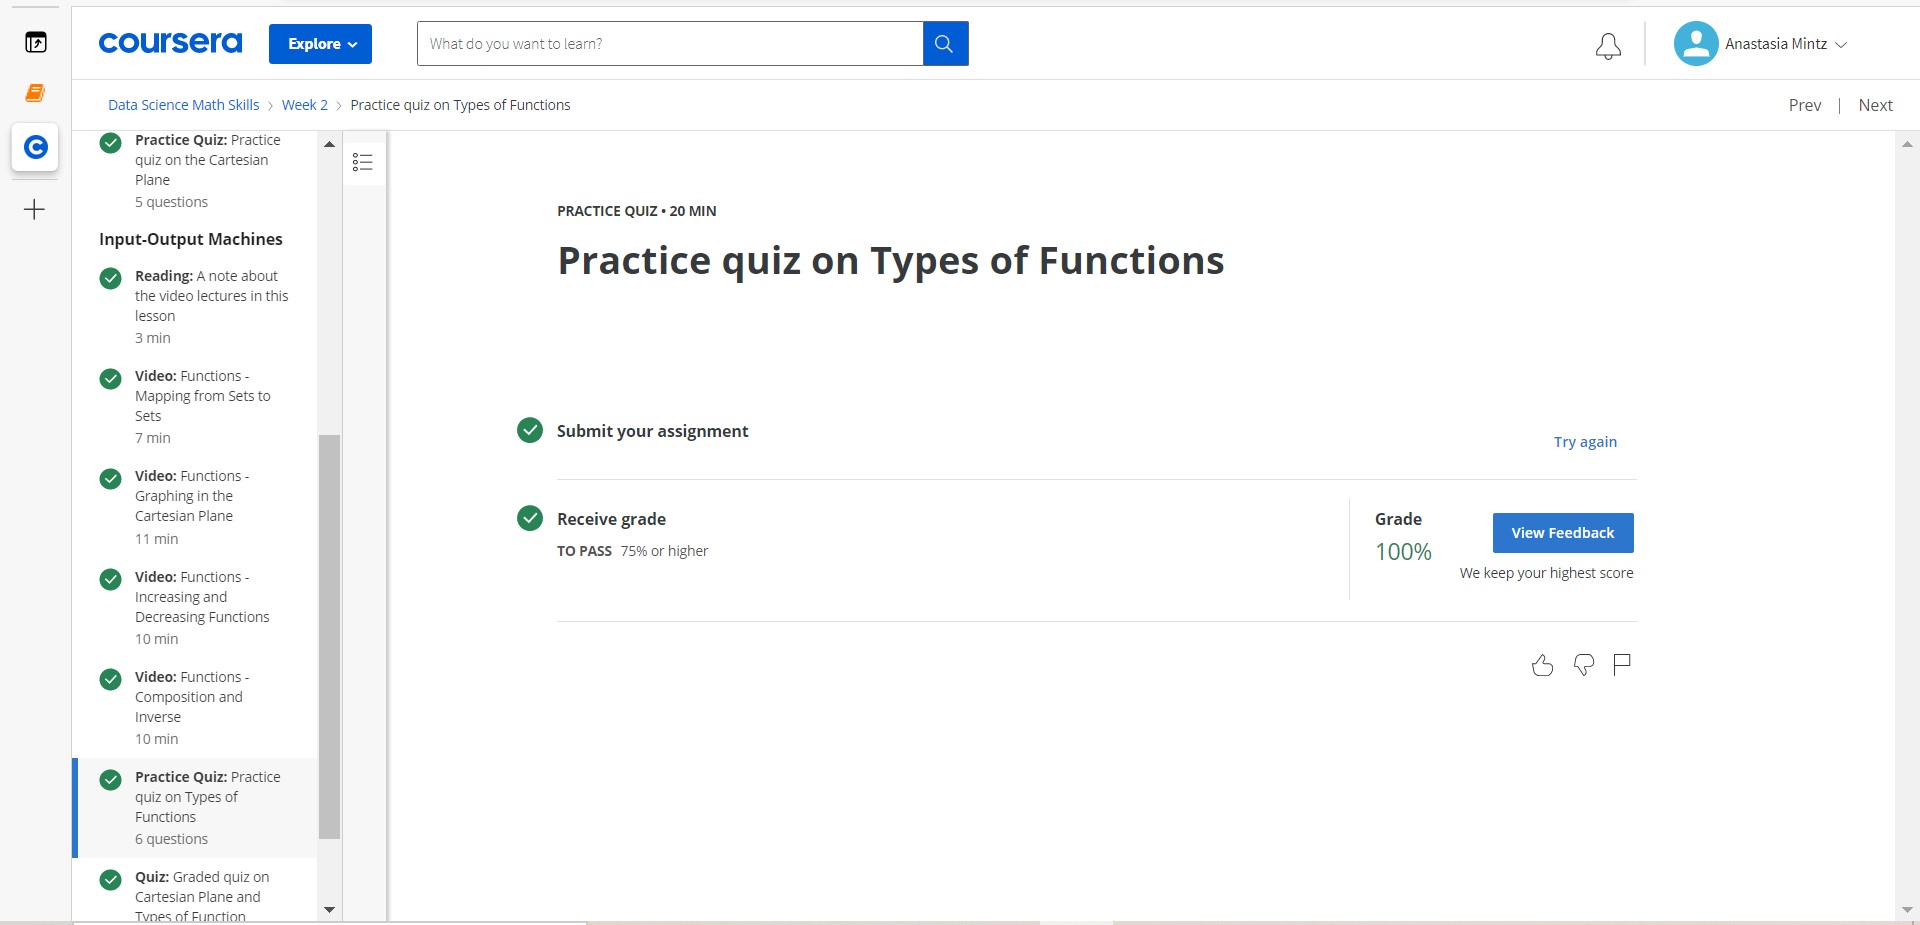 coursera
Explore
What do you want to learn?
Anastasia Mintz
Data Science Math Skills > Week 2 > Practice quiz on Types of Functions
Prev | Next
Practice Quiz: Practice
quiz on the Cartesian
Plane
5 questions
Input-Output Machines
Reading: A note about
the video lectures in this
lesson
3 min
Video: Functions -
Mapping from Sets to
Sets
7 min
Video: Functions -
Graphing in the
Cartesian Plane
11 min
Video: Functions -
Increasing and
Decreasing Functions
10 min
Video: Functions -
Composition and
Inverse
10 min
Practice Quiz: Practice
quiz on Types of
Functions
6 questions
Quiz: Graded quiz on
Cartesian Plane and
Types of Function
PRACTICE QUIZ • 20 MIN
Practice quiz on Types of Functions
Submit your assignment
Try again
Receive grade
TO PASS 75% or higher
Grade
100%
View Feedback
We keep your highest score